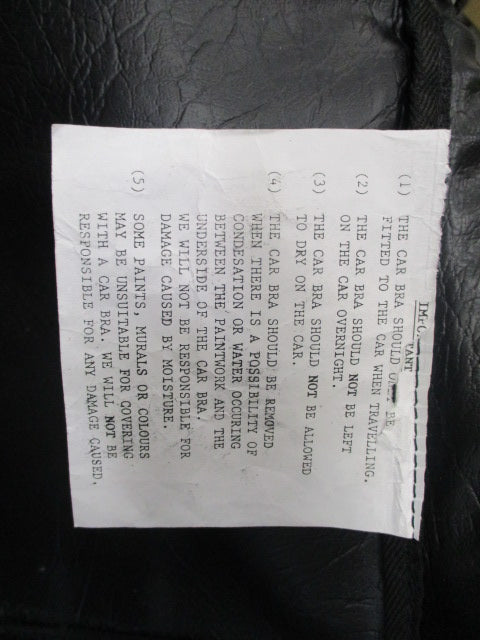 (1) THE CAR BRA SHOULD BE
FITTED TO THE CAR WHEN TRAVELLING.
(2) THE CAR BRA SHOULD NOT BE LEFT
ON THE CAR OVERNIGHT.
(3) THE CAR BRA SHOULD NOT BE ALLOWED
TO DRY ON THE CAR.
(4) THE CAR BRA SHOULD BE REMOVED
WHEN THERE IS A POSSIBILITY OF
CONDESATION OR WATER OCCURING
BETWEEN THE PAINTWORK AND THE
UNDERSIDE OF THE CAR BRA.
WE WILL NOT BE RESPONSIBLE FOR
DAMAGE CAUSED BY MOISTURE.
(5) SOME PAINTS, MURALS OR COLOURS
MAY BE UNSUITABLE FOR COVERING
WITH A CAR BRA. WE WILL NOT BE
RESPONSIBLE FOR ANY DAMAGE CAUSED.